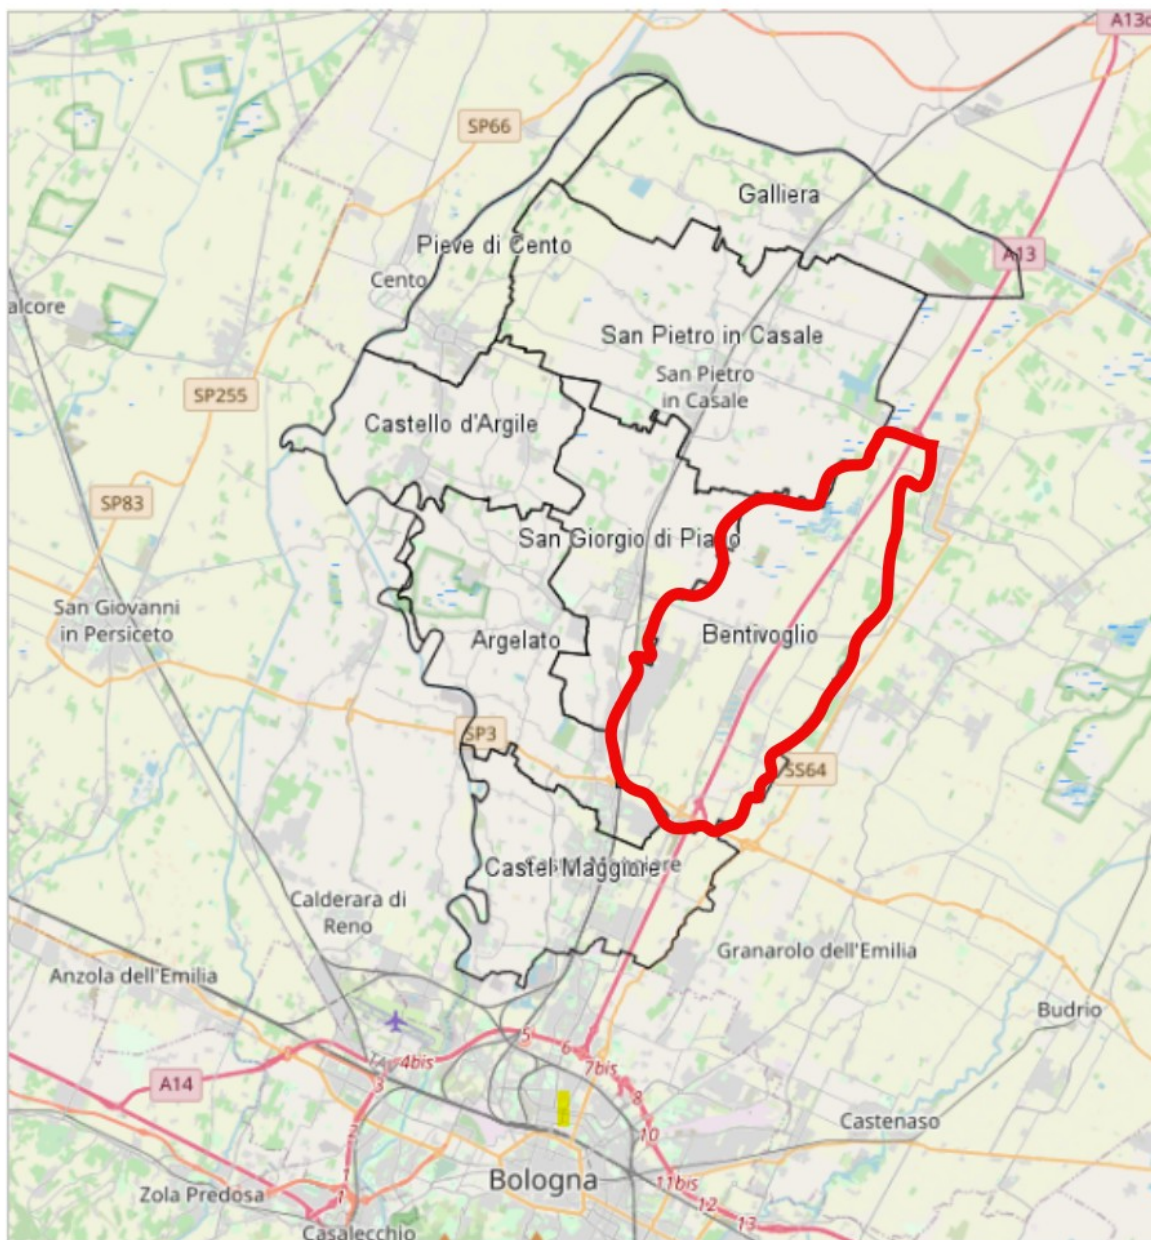 A13d
SP66
Galliera
Pieve di Cento
A13
Cento
alcore
San Pietro in Casale
San Pietro
in Casale
SP255
Castello d'Argile
SP83
San Giorgio di Piano
San Giovanni
in Persiceto
Bentivoglio
Argelato
SP3
SS64
Castel Maggiore
Calderara di
Reno
Granarolo dell'Emilia
Anzola dell'Emilia
Budrio
5
6
4bis
7bis
A14
3
8
10
Castenaso
1
11bis
Bologna
Zola Predosa
1
12
13
Casalecchio